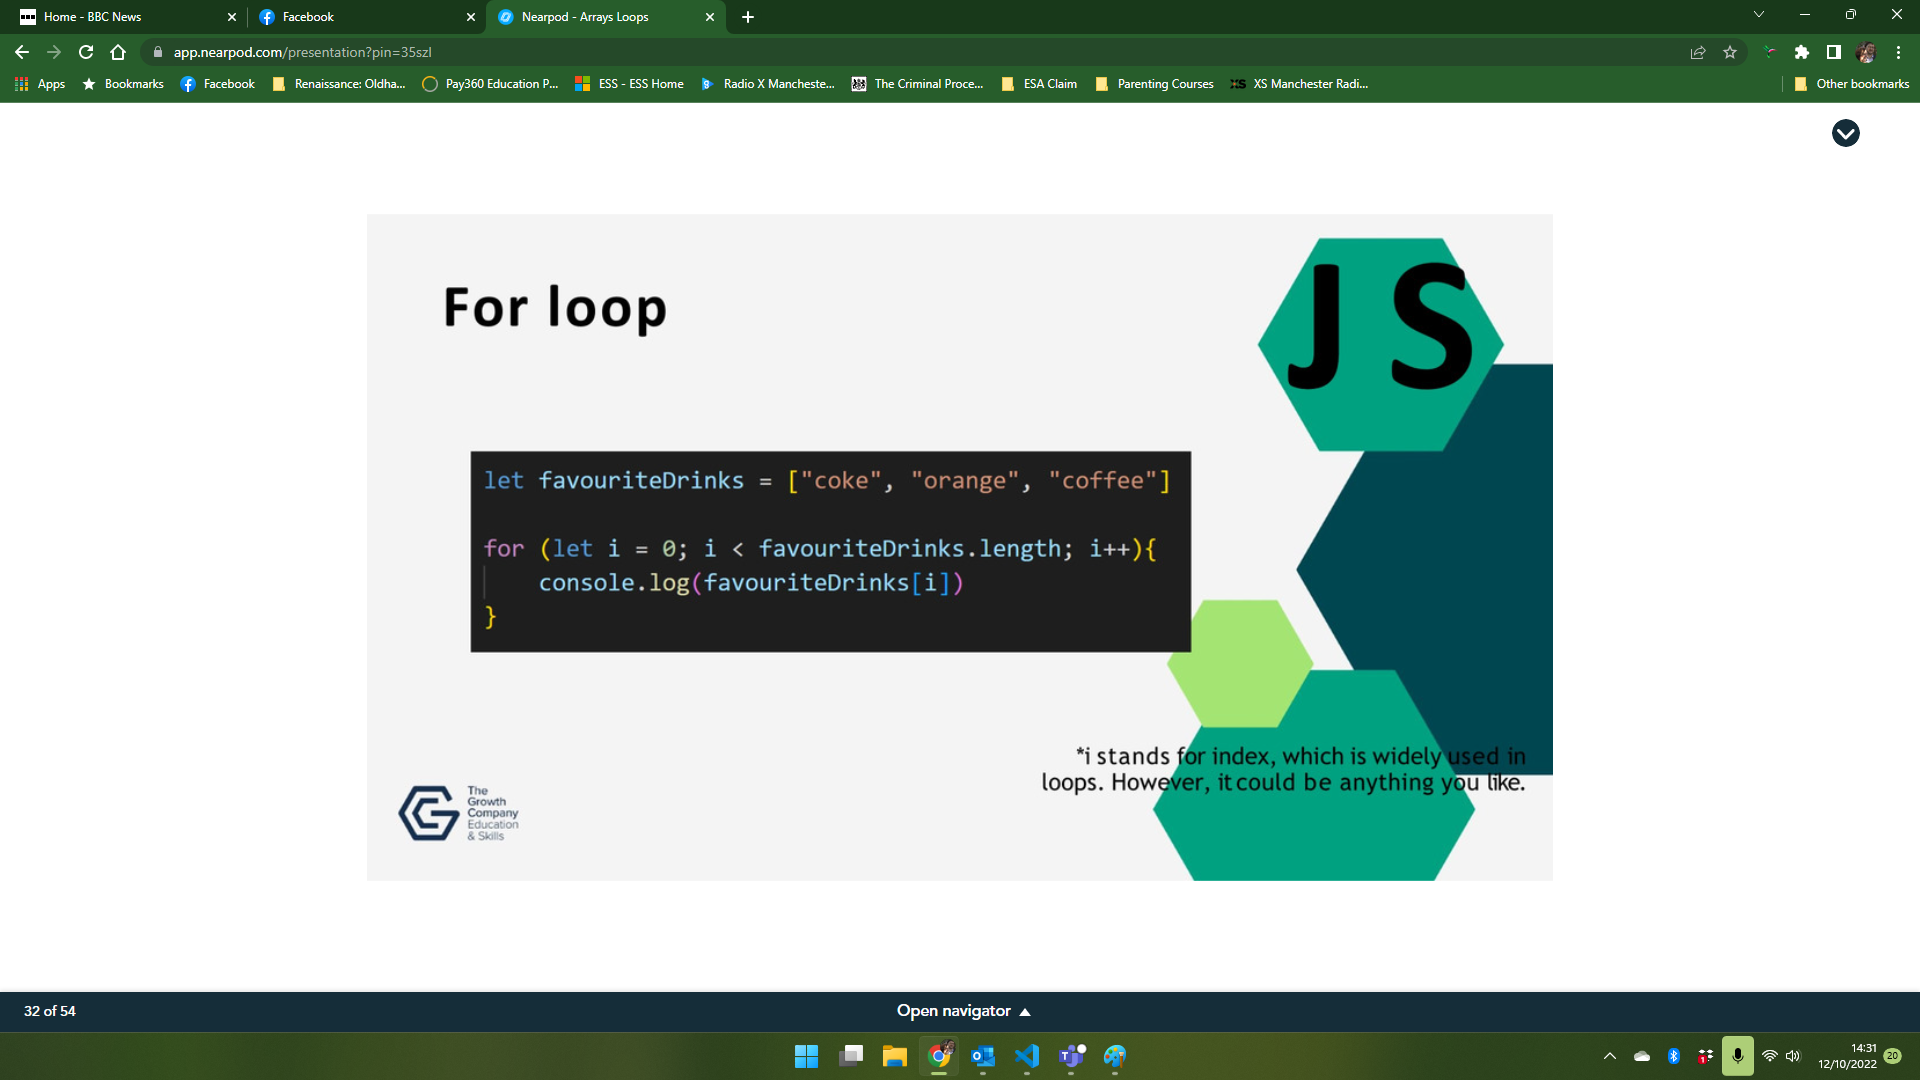 Home - BBC News
Facebook
Nearpod - Arrays Loops
app.nearpod.com/presentation?pin=35szl
Apps
Bookmarks
Facebook
Renaissance: Oldha...
Pay360 Education P...
ESS - ESS Home
Radio X Mancheste...
The Criminal Proce...
ESA Claim
Parenting Courses
XS Manchester Radi...
Other bookmarks
For loop
JS
let favouriteDrinks = ["coke", "orange", "coffee"]
for (let i = 0; i < favouriteDrinks.length; i++){
console.log(favouriteDrinks[i])
}
*i stands for index, which is widely used in
loops. However, it could be anything you like.
The
Growth
Company
Education
& Skills
32 of 54
Open navigator
14:31
12/10/2022
20